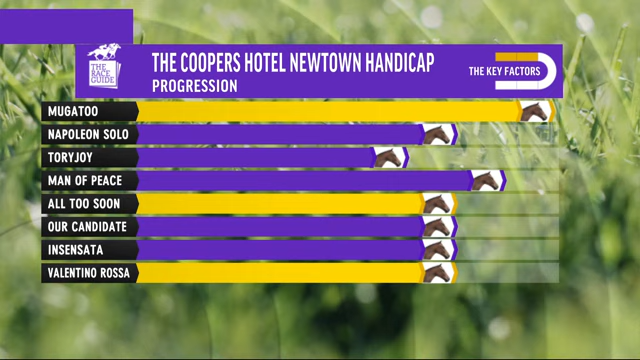 THE RACE GUIDE
THE COOPERS HOTEL NEWTOWN HANDICAP
PROGRESSION
THE KEY FACTORS
MUGATOO
NAPOLEON SOLO
TORYJOY
MAN OF PEACE
ALL TOO SOON
OUR CANDIDATE
INSENSATA
VALENTINO ROSSA